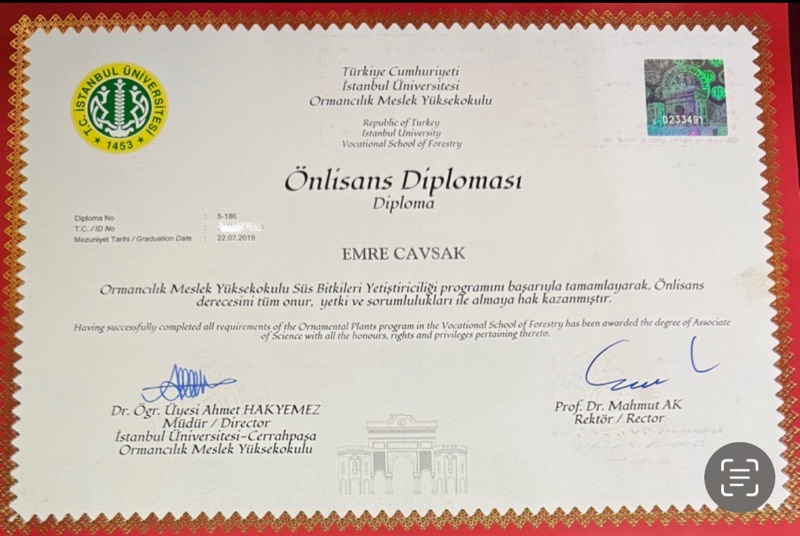 T.C. İSTANBUL ÜNİVERSİTESİ
1453
Türkiye Cumhuriyeti
İstanbul Üniversitesi
Ormancılık Meslek Yüksekokulu
Republic of Turkey
Istanbul University
Vocational School of Forestry
0233491
Önlisans Diploması
Diploma
Diploma No : 5-186
T.C. / ID No :
Mezuniyet Tarihi / Graduation Date : 22.07.2019
EMRE CAVSAK
Ormancılık Meslek Yüksekokulu Süs Bitkileri Yetiştiriciliği programını başarıyla tamamlayarak, Önlisans
derecesini tüm onur, yetki ve sorumlulukları ile almaya hak kazanmıştır.
Having successfully completed all requirements of the Ornamental Plants program in the Vocational School of Forestry has been awarded the degree of Associate
of Science with all the honours, rights and privileges pertaining thereto.
Dr. Öğr. Üyesi Ahmet HAKYEMEZ
Müdür / Director
İstanbul Üniversitesi-Cerrahpaşa
Ormancılık Meslek Yüksekokulu
Prof. Dr. Mahmut AK
Rektör / Rector